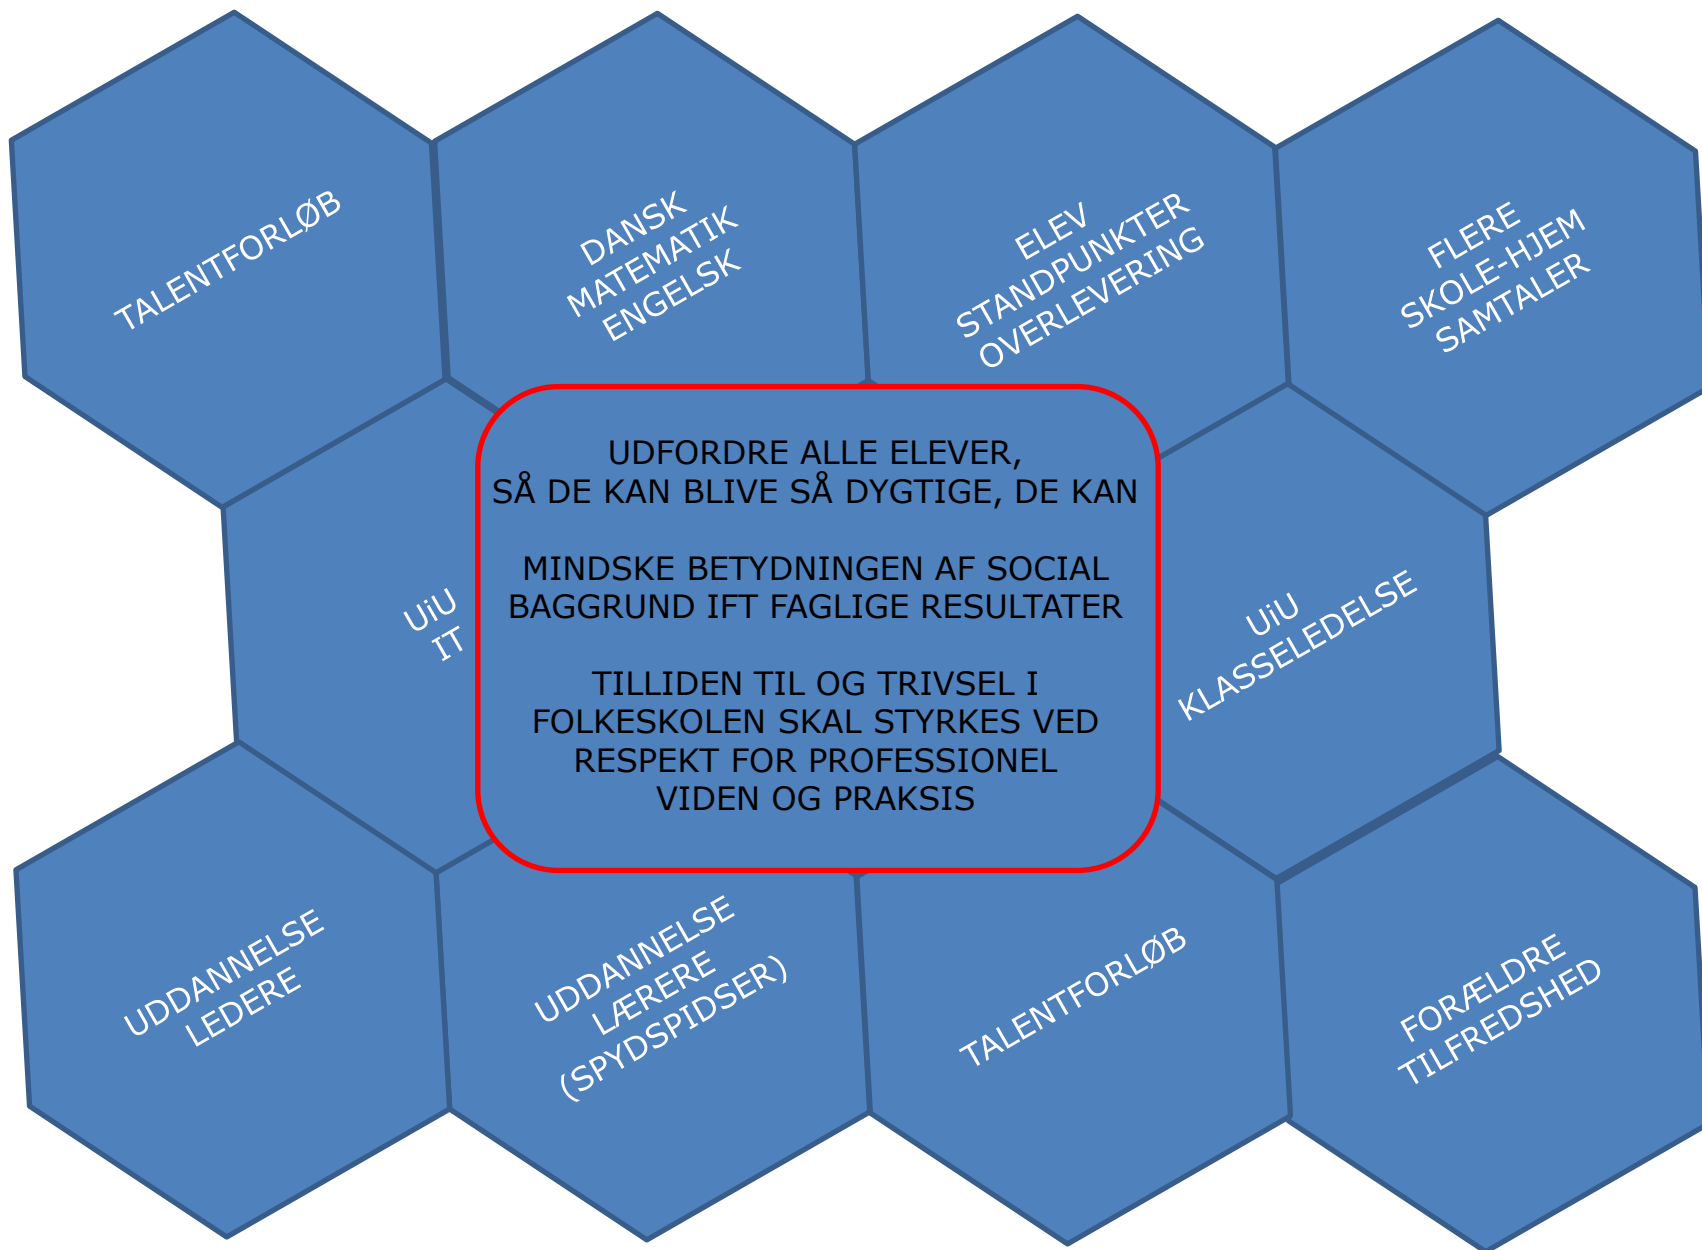 TALENTFORLØB
DANSK
MATEMATIK
ENGELSK
ELEV
STANDPUNKTER
OVERLEVERING
FLERE
SKOLE-HJEM
SAMTALER
UiU
IT
UDFORDRE ALLE ELEVER,
SÅ DE KAN BLIVE SÅ DYGTIGE, DE KAN
MINDSKE BETYDNINGEN AF SOCIAL
BAGGRUND IFT FAGLIGE RESULTATER
TILLIDEN TIL OG TRIVSEL I
FOLKESKOLEN SKAL STYRKES VED
RESPEKT FOR PROFESSIONEL
VIDEN OG PRAKSIS
UiU
KLASSELEDELSE
UDDANNELSE
LEDERE
UDDANNELSE
LÆRERE
(SPYDSPIDSER)
TALENTFORLØB
FORÆLDRE
TILFREDSHED